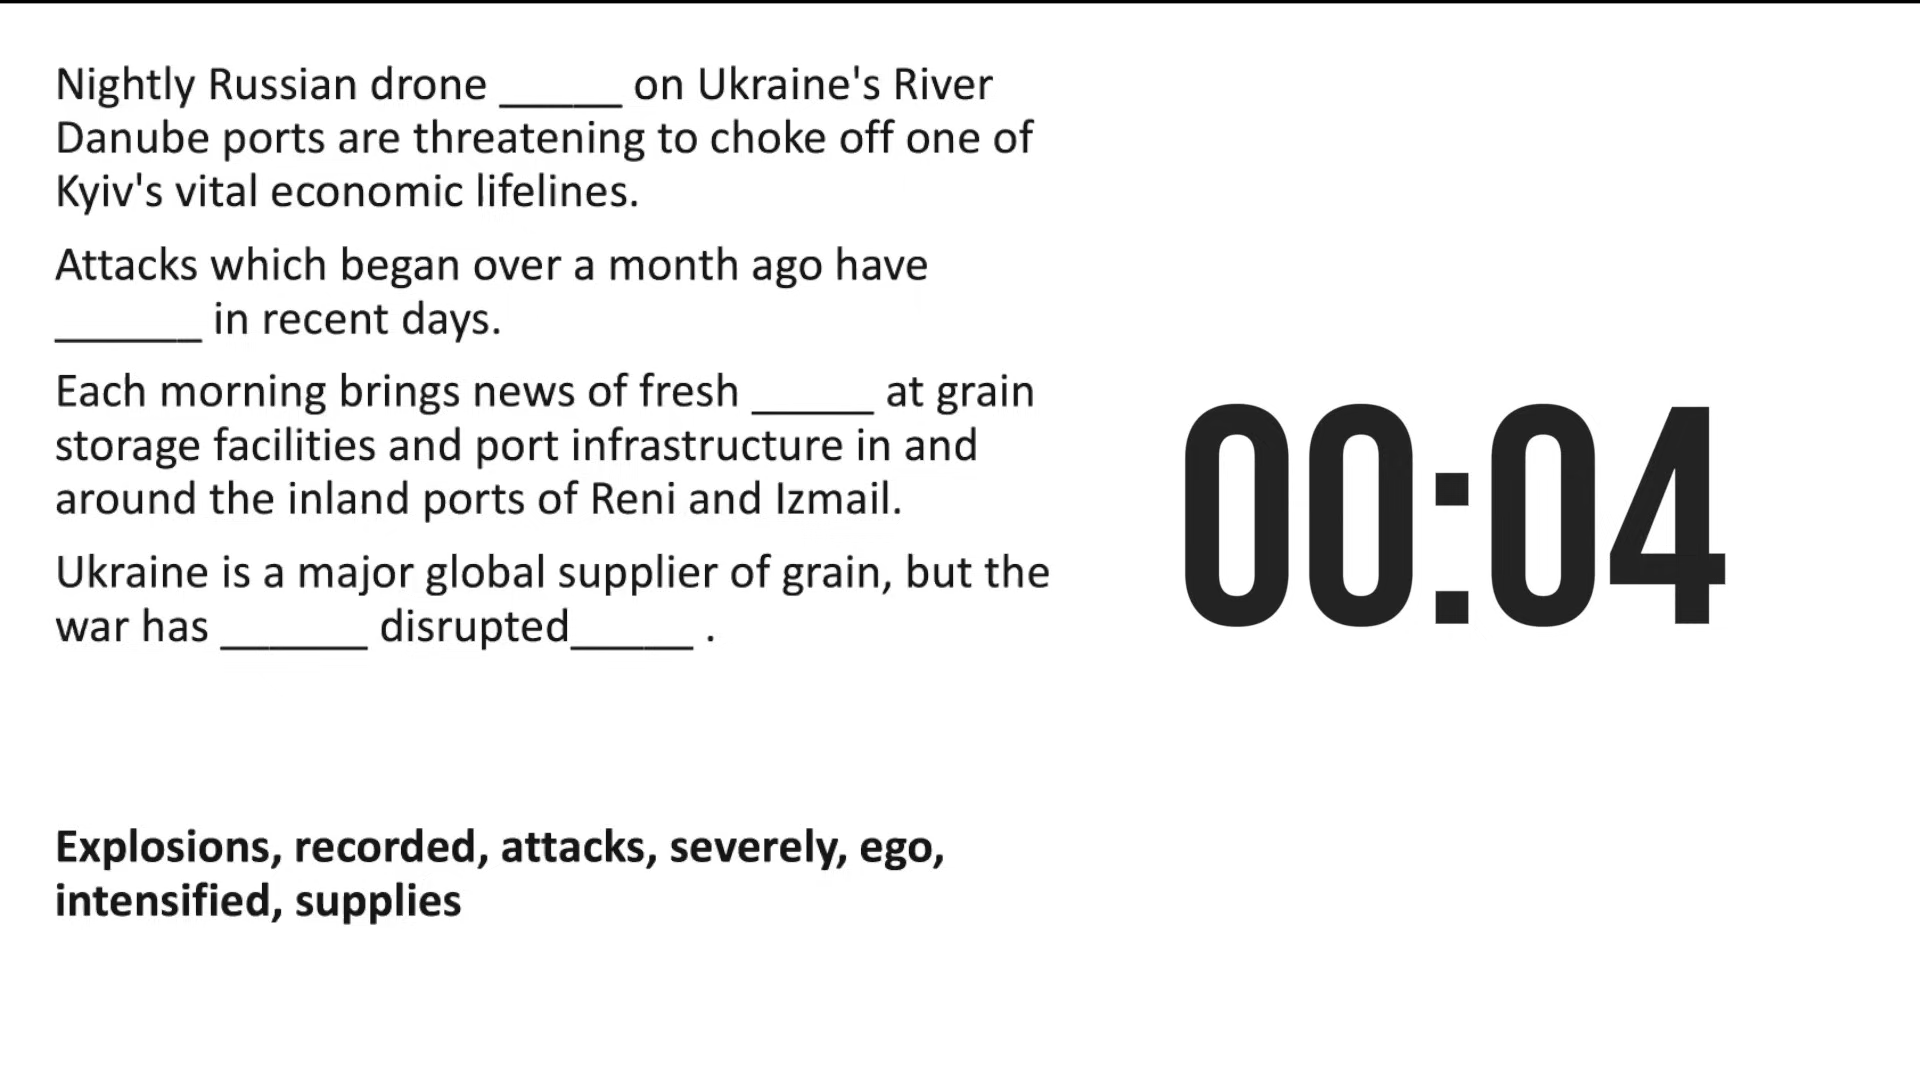 Nightly Russian drone _____ on Ukraine's River
Danube ports are threatening to choke off one of
Kyiv's vital economic lifelines.
Attacks which began over a month ago have
______ in recent days.
Each morning brings news of fresh _____ at grain
storage facilities and port infrastructure in and
around the inland ports of Reni and Izmail.
Ukraine is a major global supplier of grain, but the
war has ______ disrupted_____ .
Explosions, recorded, attacks, severely, ego,
intensified, supplies
00:04